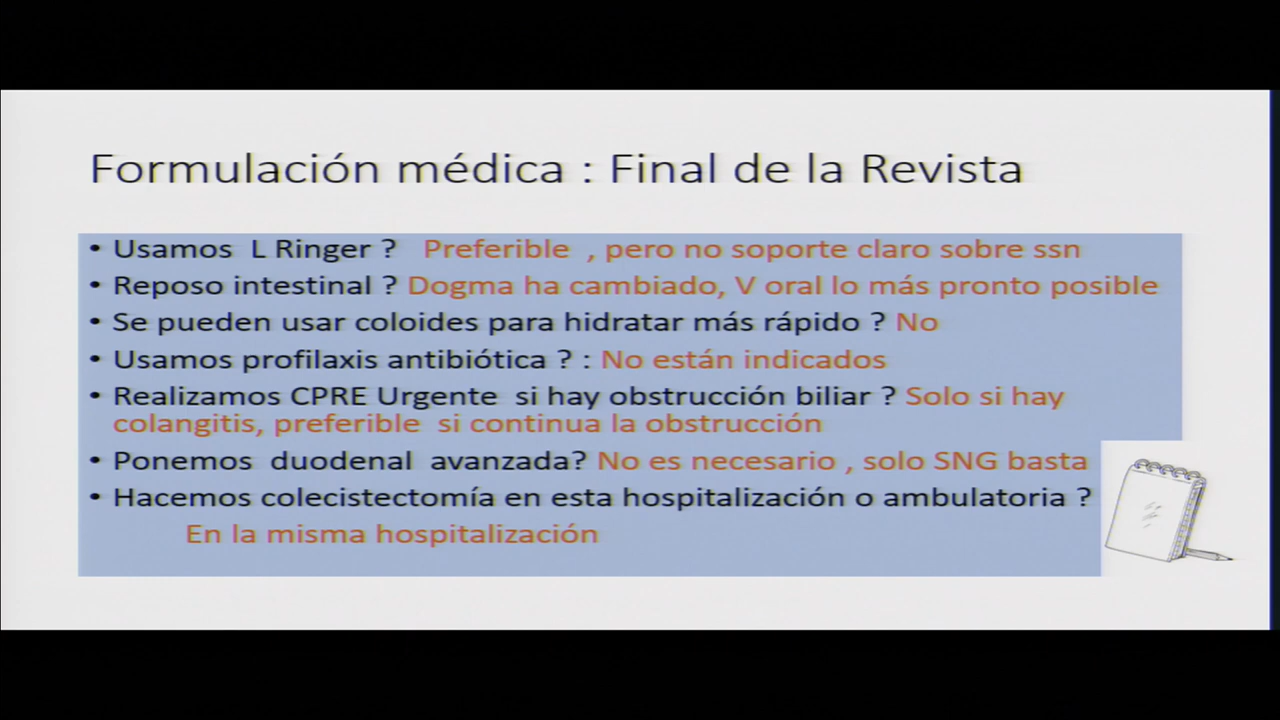 Formulación médica : Final de la Revista
• Usamos L Ringer ? Preferible , pero no soporte claro sobre ssn
• Reposo intestinal ? Dogma ha cambiado, V oral lo más pronto posible
• Se pueden usar coloides para hidratar más rápido ? No
• Usamos profilaxis antibiótica ? : No están indicados
• Realizamos CPRE Urgente si hay obstrucción biliar ? Solo si hay
colangitis, preferible si continua la obstrucción
• Ponemos duodenal avanzada? No es necesario , solo SNG basta
• Hacemos colecistectomía en esta hospitalización o ambulatoria ?
En la misma hospitalización